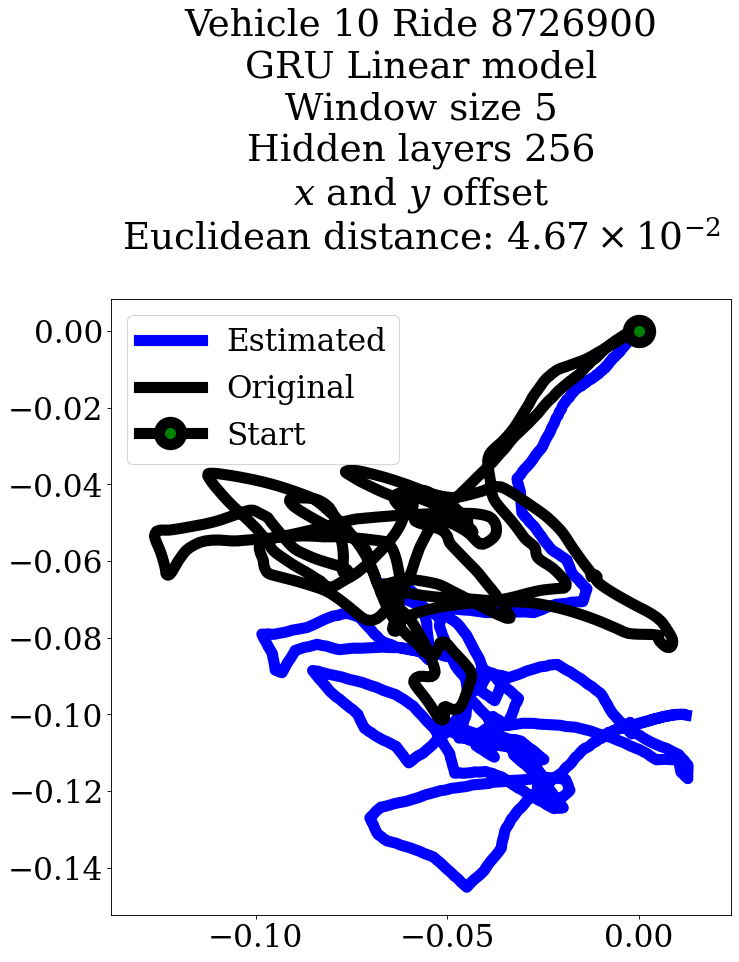 Vehicle 10 Ride 8726900
GRU Linear model
Window size 5
Hidden layers 256
x and y offset
Euclidean distance: 4.67 × 10⁻²
Estimated
Original
Start
0.00
−0.02
−0.04
−0.06
−0.08
−0.10
−0.12
−0.14
−0.10 −0.05 0.00